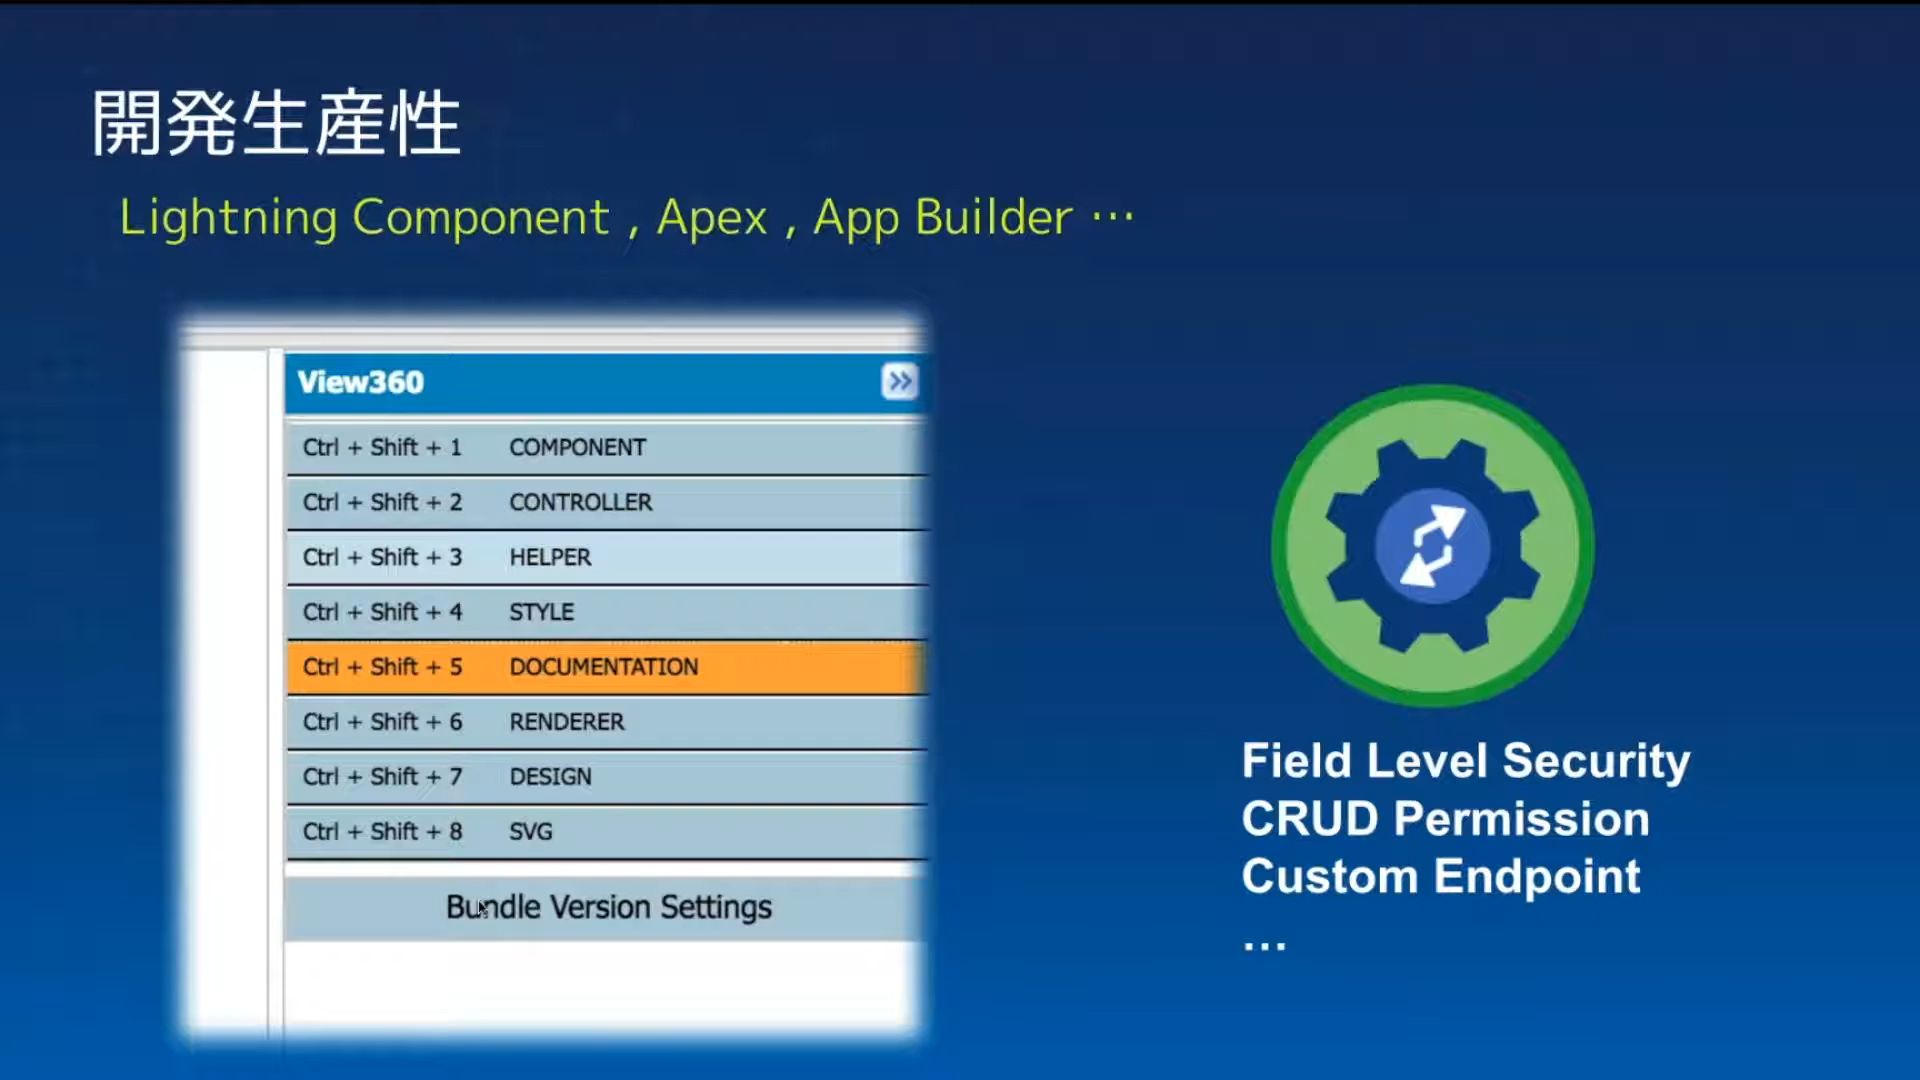 開発生産性
Lightning Component , Apex , App Builder …
View360
Ctrl + Shift + 1 COMPONENT
Ctrl + Shift + 2 CONTROLLER
Ctrl + Shift + 3 HELPER
Ctrl + Shift + 4 STYLE
Ctrl + Shift + 5 DOCUMENTATION
Ctrl + Shift + 6 RENDERER
Ctrl + Shift + 7 DESIGN
Ctrl + Shift + 8 SVG
Bundle Version Settings
Field Level Security
CRUD Permission
Custom Endpoint
...